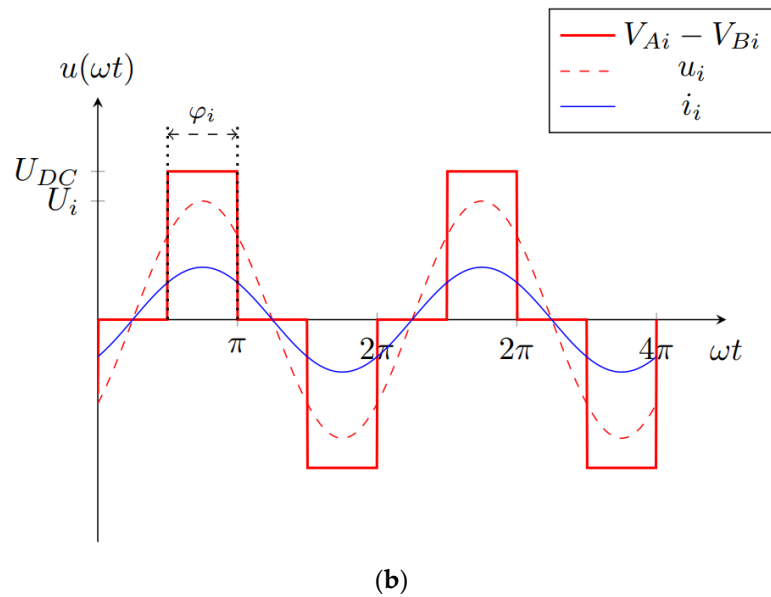 V_{Ai} − V_{Bi}
u_i
i_i
u(ωt)
φ_i
U_{DC}
U_i
π
2π
2π
4π
ωt
(b)